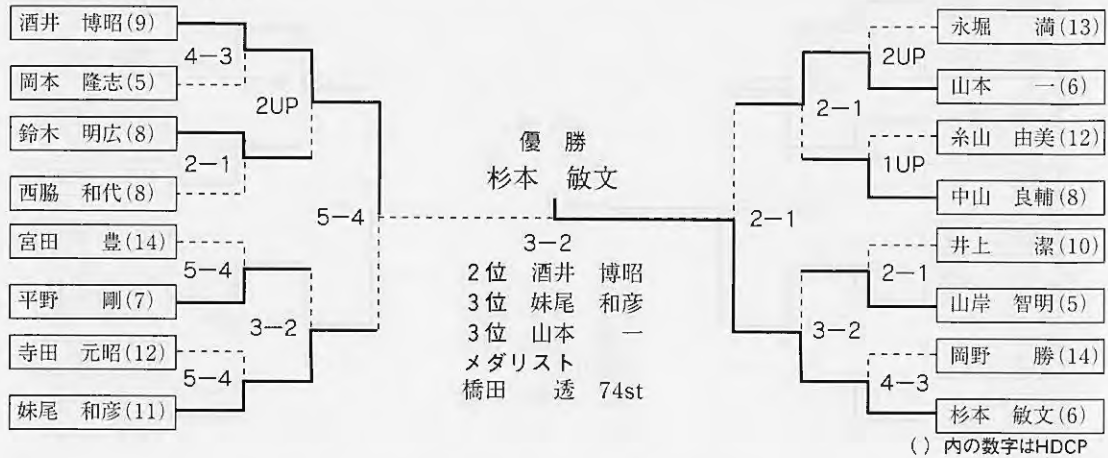 酒井 博昭(9)
4-3
岡本 隆志(5)
2UP
鈴木 明広(8)
2-1
西脇 和代(8)
5-4
宮田 豊(14)
5-4
平野 剛(7)
3-2
寺田 元昭(12)
5-4
妹尾 和彦(11)
優勝
杉本 敏文
3-2
2位 酒井 博昭
3位 妹尾 和彦
3位 山本 一
メダリスト
橋田 透 74st
永堀 満(13)
2UP
山本 一(6)
2-1
糸山 由美(12)
1UP
中山 良輔(8)
2-1
井上 潔(10)
2-1
山岸 智明(5)
3-2
岡野 勝(14)
4-3
杉本 敏文(6)
( ) 内の数字はHDCP